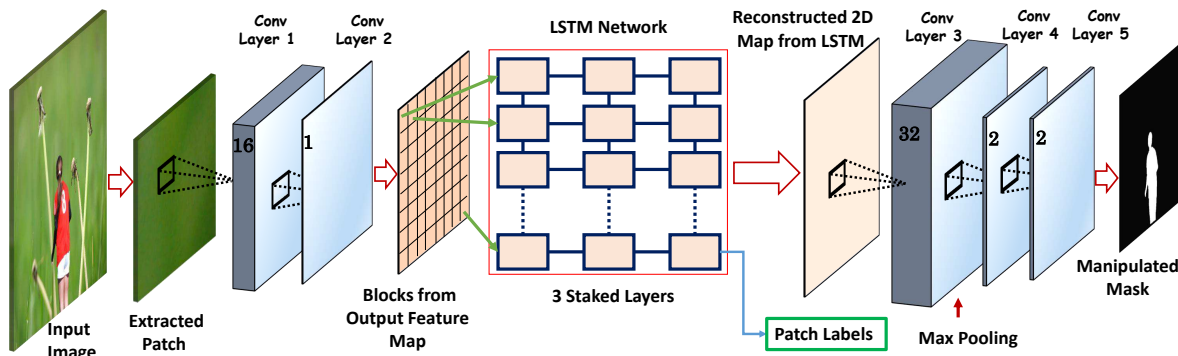 Conv
Layer 1
Conv
Layer 2
LSTM Network
Reconstructed 2D
Map from LSTM
Conv
Layer 3
Conv
Layer 4
Conv
Layer 5
16
1
32
2
2
Input
Image
Extracted
Patch
Blocks from
Output Feature
Map
3 Staked Layers
Patch Labels
Max Pooling
Manipulated
Mask